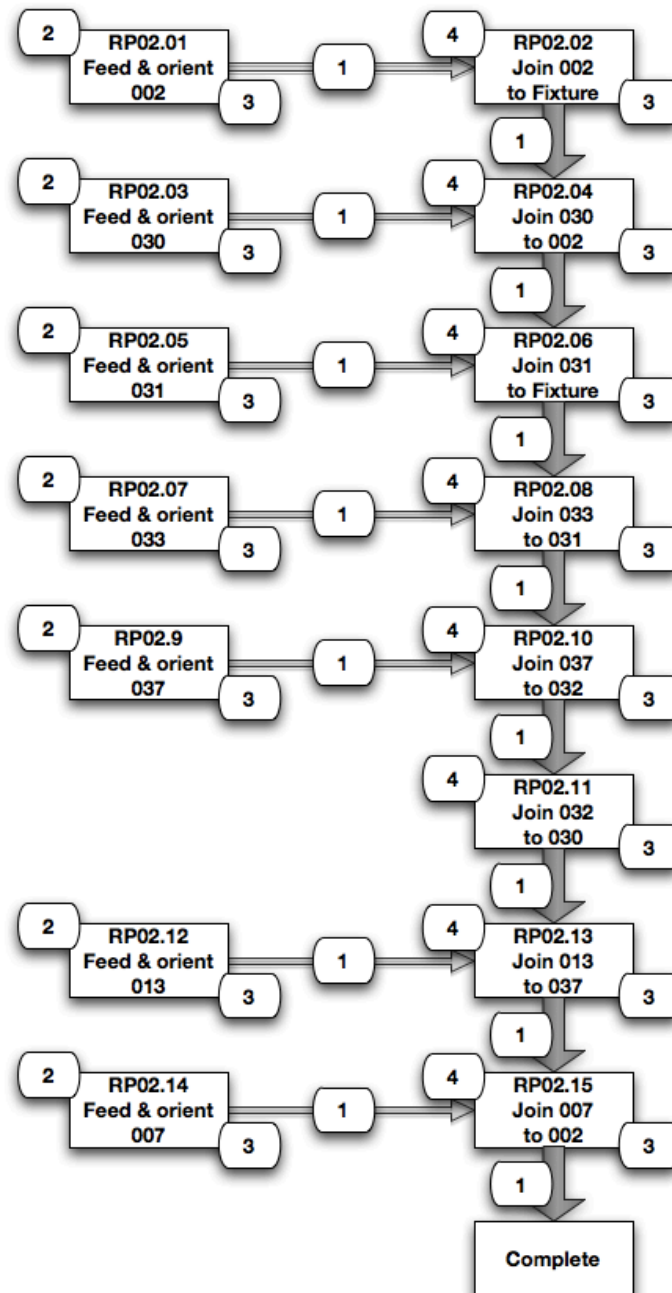 2
RP02.01
Feed & orient
002
3
1
4
RP02.02
Join 002
to Fixture
3
1
2
RP02.03
Feed & orient
030
3
1
4
RP02.04
Join 030
to 002
3
1
2
RP02.05
Feed & orient
031
3
1
4
RP02.06
Join 031
to Fixture
3
1
2
RP02.07
Feed & orient
033
3
1
4
RP02.08
Join 033
to 031
3
1
2
RP02.9
Feed & orient
037
3
1
4
RP02.10
Join 037
to 032
3
1
4
RP02.11
Join 032
to 030
3
1
2
RP02.12
Feed & orient
013
3
1
4
RP02.13
Join 013
to 037
3
1
2
RP02.14
Feed & orient
007
3
1
4
RP02.15
Join 007
to 002
3
1
Complete